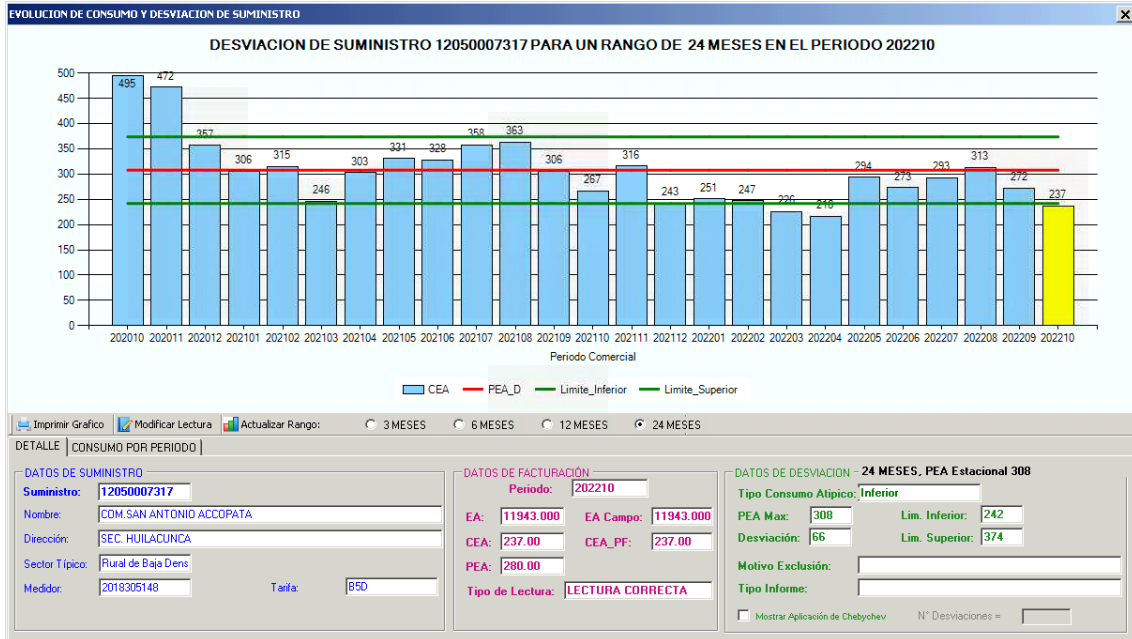 EVOLUCION DE CONSUMO Y DESVIACION DE SUMINISTRO
DESVIACION DE SUMINISTRO 12050007317 PARA UN RANGO DE 24 MESES EN EL PERIODO 202210
500
450
400
350
300
250
200
150
100
50
0
495 472 357 306 315 246 303 331 328 358 363 306 267 316 243 251 247 226 216 294 273 293 313 272 237
202010 202011 202012 202101 202102 202103 202104 202105 202106 202107 202108 202109 202110 202111 202112 202201 202202 202203 202204 202205 202206 202207 202208 202209 202210
Periodo Comercial
CEA PEA_D Limite_Inferior Limite_Superior
Imprimir Grafico Modificar Lectura Actualizar Rango: 3 MESES 6 MESES 12 MESES 24 MESES
DETALLE CONSUMO POR PERIODO
DATOS DE SUMINISTRO
Suministro: 12050007317
Nombre: COM.SAN ANTONIO ACCOPATA
Dirección: SEC. HUILACUNCA
Sector Típico: Rural de Baja Dens
Medidor: 2018305148 Tarifa: B5D
DATOS DE FACTURACIÓN
Periodo: 202210
EA: 11943.000 EA Campo: 11943.000
CEA: 237.00 CEA_PF: 237.00
PEA: 280.00
Tipo de Lectura: LECTURA CORRECTA
DATOS DE DESVIACION - 24 MESES, PEA Estacional 308
Tipo Consumo Atipico: Inferior
PEA Max: 308 Lim. Inferior: 242
Desviación: 66 Lim. Superior: 374
Motivo Exclusión:
Tipo Informe:
Mostrar Aplicación de Chebychev N° Desviaciones =